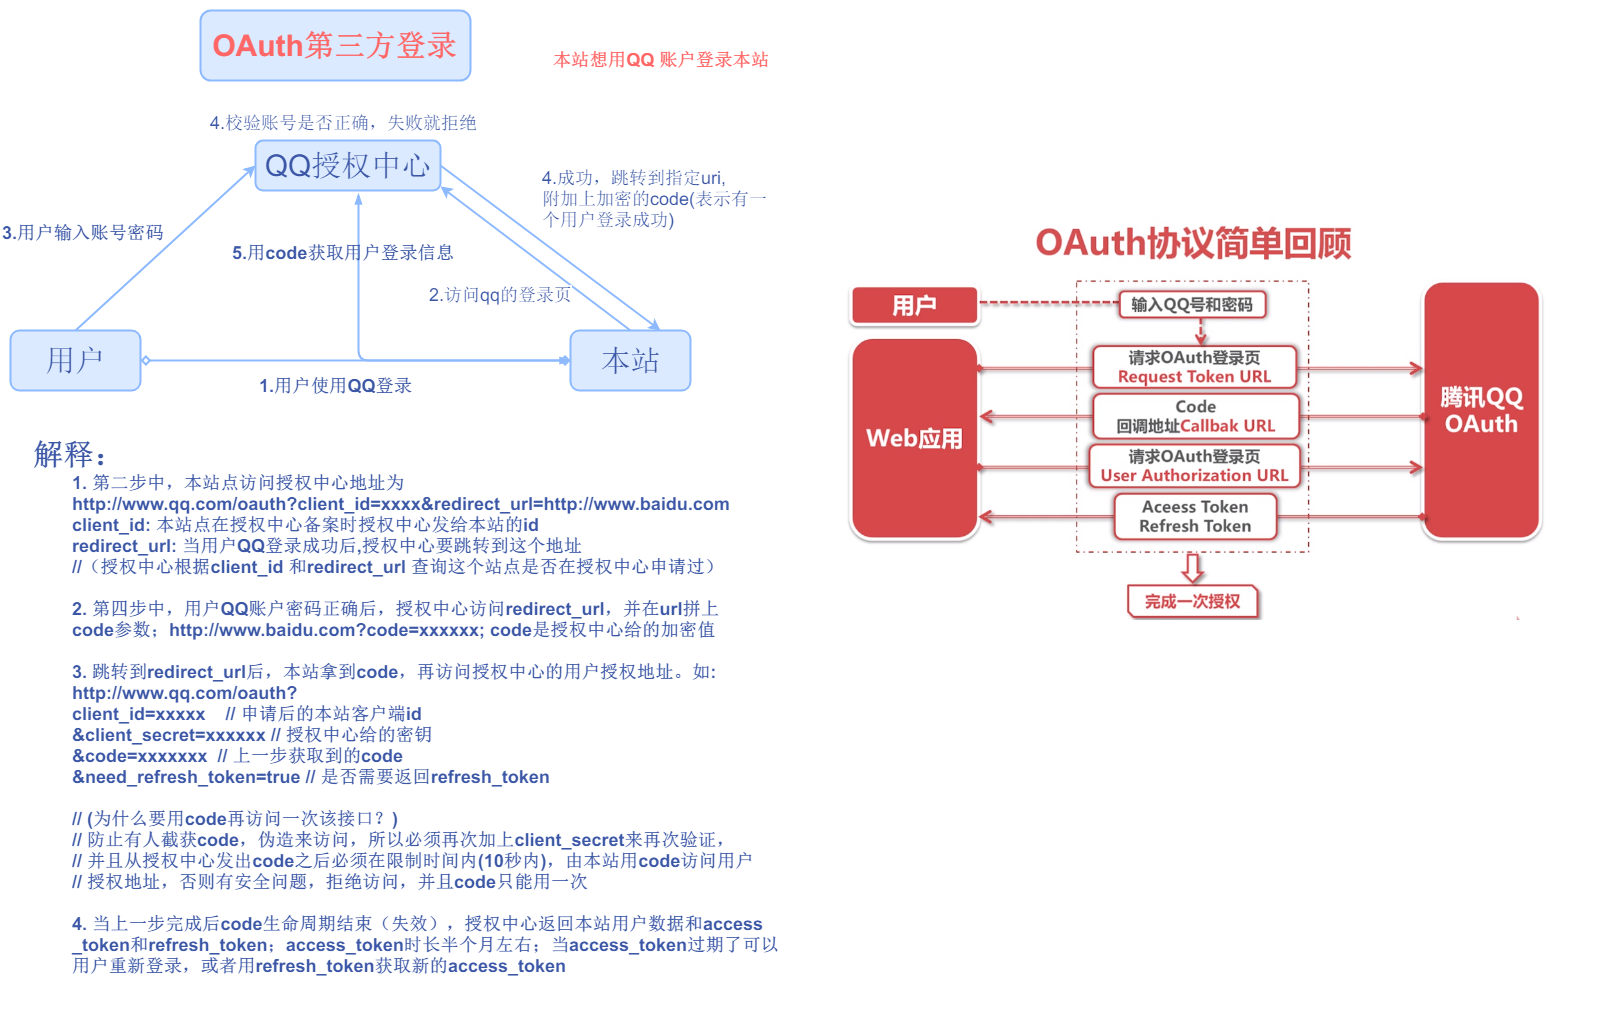 OAuth第三方登录
本站想用QQ 账户登录本站
4.校验账号是否正确，失败就拒绝
QQ授权中心
4.成功，跳转到指定uri,
附加上加密的code(表示有一
个用户登录成功)
3.用户输入账号密码
5.用code获取用户登录信息
2.访问qq的登录页
用户
本站
1.用户使用QQ登录
解释：
1. 第二步中，本站点访问授权中心地址为
http://www.qq.com/oauth?client_id=xxxx&redirect_url=http://www.baidu.com
client_id: 本站点在授权中心备案时授权中心发给本站的id
redirect_url: 当用户QQ登录成功后,授权中心要跳转到这个地址
//（授权中心根据client_id 和redirect_url 查询这个站点是否在授权中心申请过）
2. 第四步中，用户QQ账户密码正确后，授权中心访问redirect_url，并在url拼上
code参数；http://www.baidu.com?code=xxxxxx; code是授权中心给的加密值
3. 跳转到redirect_url后，本站拿到code，再访问授权中心的用户授权地址。如:
http://www.qq.com/oauth?
client_id=xxxxx // 申请后的本站客户端id
&client_secret=xxxxxx // 授权中心给的密钥
&code=xxxxxxx // 上一步获取到的code
&need_refresh_token=true // 是否需要返回refresh_token
// (为什么要用code再访问一次该接口？)
// 防止有人截获code，伪造来访问，所以必须再次加上client_secret来再次验证，
// 并且从授权中心发出code之后必须在限制时间内(10秒内)，由本站用code访问用户
// 授权地址，否则有安全问题，拒绝访问，并且code只能用一次
4. 当上一步完成后code生命周期结束（失效），授权中心返回本站用户数据和access
_token和refresh_token；access_token时长半个月左右；当access_token过期了可以
用户重新登录，或者用refresh_token获取新的access_token
OAuth协议简单回顾
用户
输入QQ号和密码
请求OAuth登录页
Request Token URL
Code
回调地址Callbak URL
Web应用
腾讯QQ
OAuth
请求OAuth登录页
User Authorization URL
Aceess Token
Refresh Token
完成一次授权